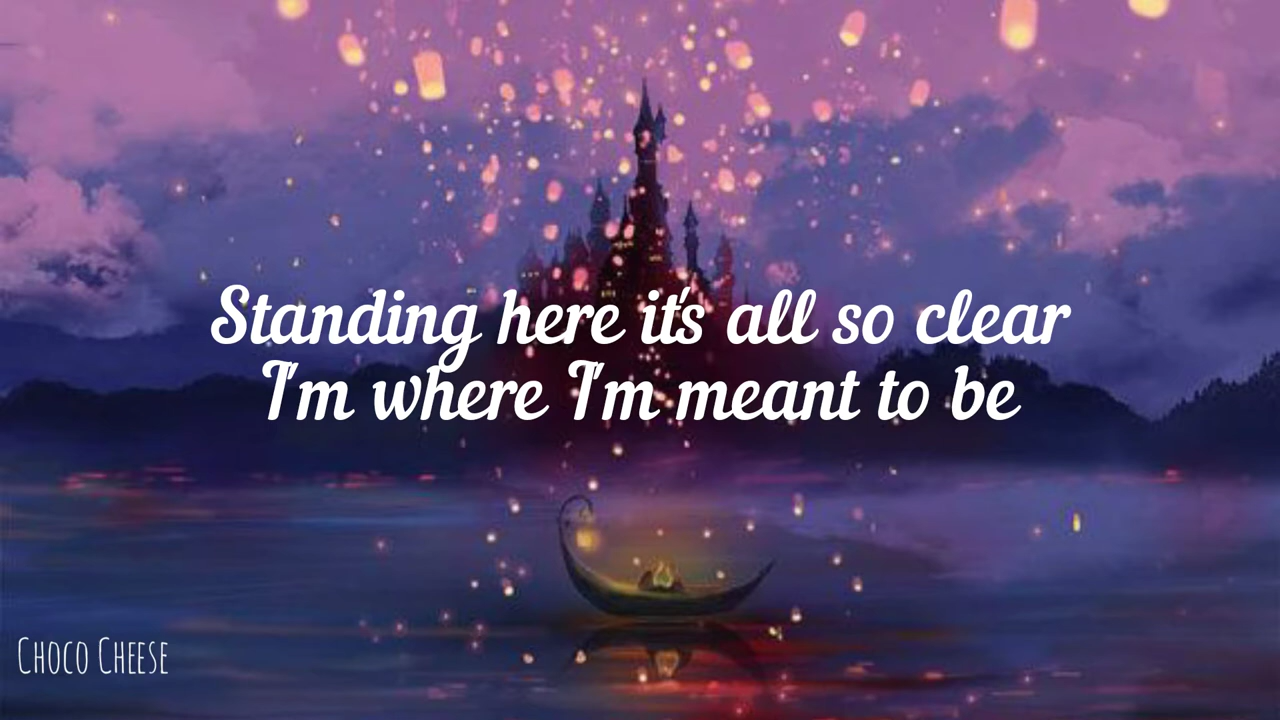 Standing here it's all so clear
I'm where I'm meant to be
Choco Cheese